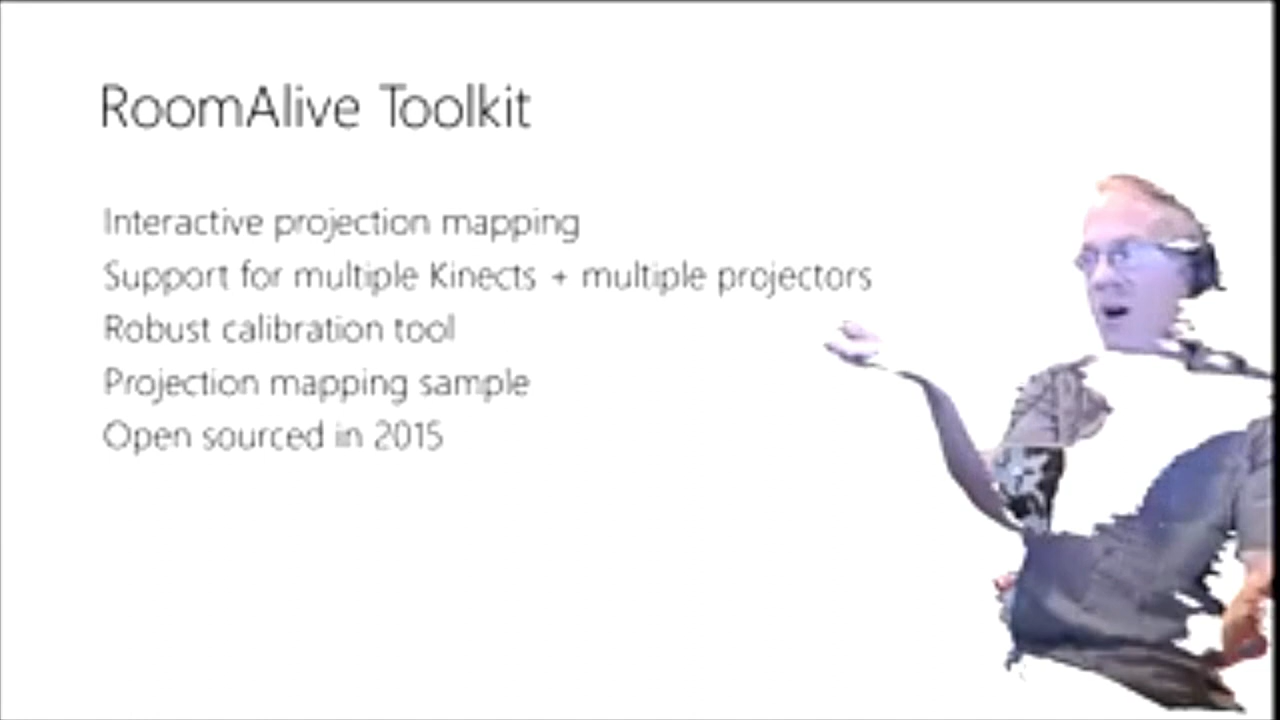 RoomAlive Toolkit
Interactive projection mapping
Support for multiple Kinects + multiple projectors
Robust calibration tool
Projection mapping sample
Open sourced in 2015